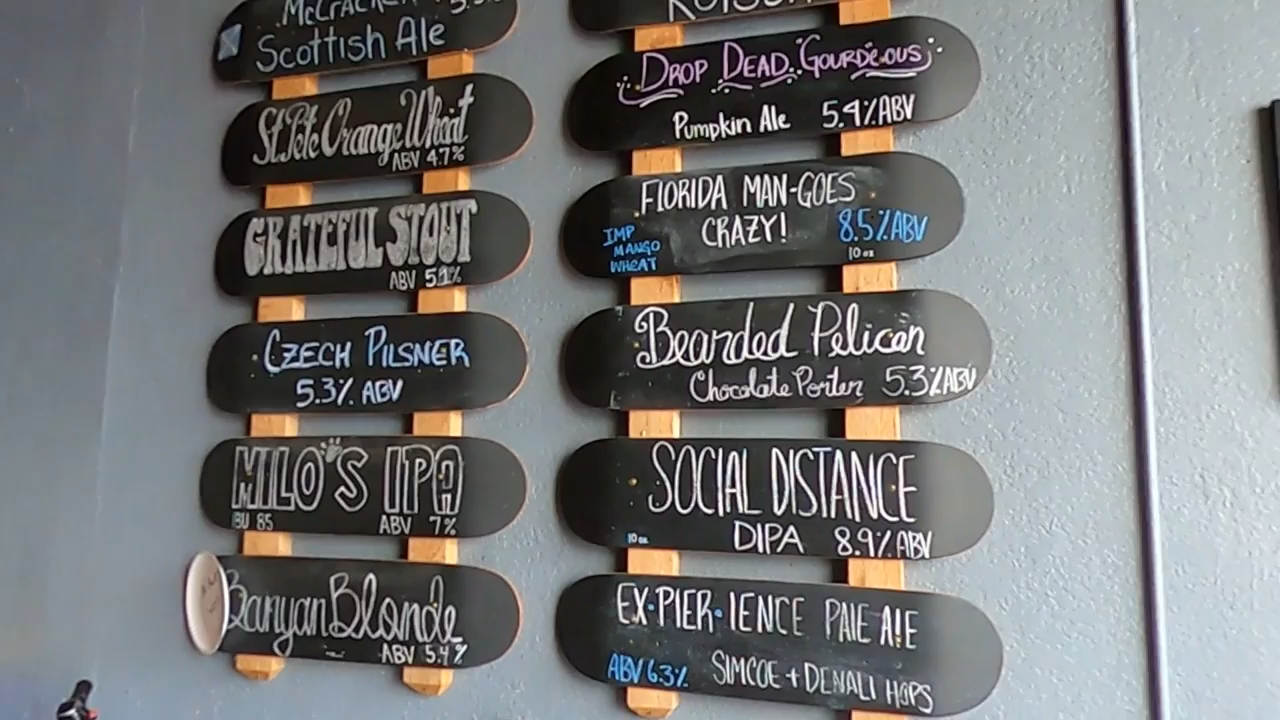 Scottish Ale
St. Pete Orange Wheat
ABV 4.7%
GRATEFUL STOUT
ABV 5.1%
CZECH PILSNER
5.3% ABV
MILO'S IPA
IBU 85 ABV 7%
Banyan Blonde
ABV 5.4%
DROP DEAD GOURDEOUS
Pumpkin Ale 5.4% ABV
FLORIDA MAN-GOES
CRAZY! 8.5% ABV
IMP
MANGO
WHEAT
10 oz
Bearded Pelican
Chocolate Porter 5.3% ABV
SOCIAL DISTANCE
10 oz DIPA 8.9% ABV
EX·PIER·IENCE PALE ALE
ABV 6.3% SIMCOE + DENALI HOPS